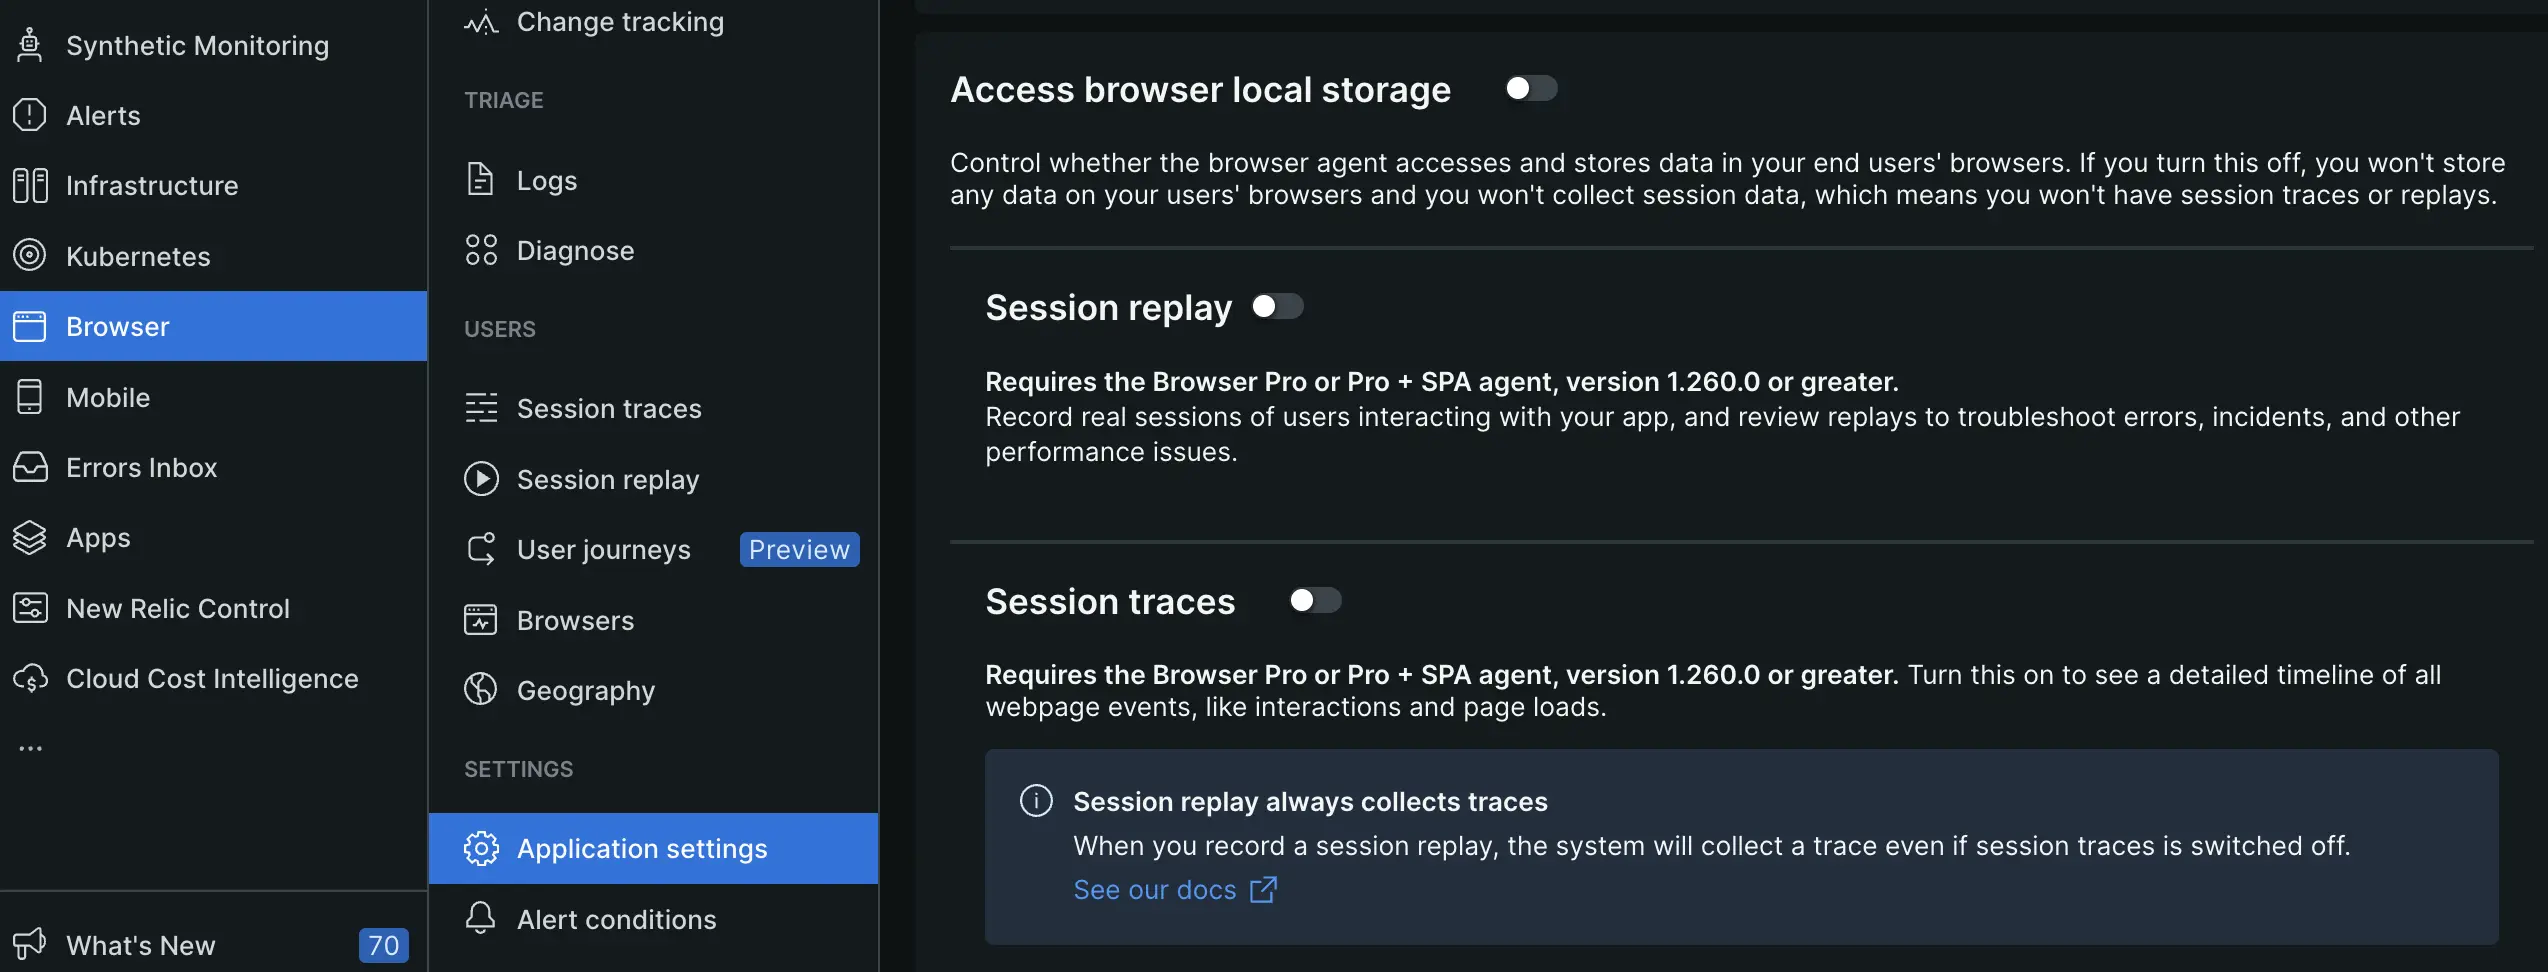 Synthetic Monitoring
Alerts
Infrastructure
Kubernetes
Browser
Mobile
Errors Inbox
Apps
New Relic Control
Cloud Cost Intelligence
...
What's New 70
Change tracking
TRIAGE
Logs
Diagnose
USERS
Session traces
Session replay
User journeys Preview
Browsers
Geography
SETTINGS
Application settings
Alert conditions
Access browser local storage
Control whether the browser agent accesses and stores data in your end users' browsers. If you turn this off, you won't store
any data on your users' browsers and you won't collect session data, which means you won't have session traces or replays.
Session replay
Requires the Browser Pro or Pro + SPA agent, version 1.260.0 or greater.
Record real sessions of users interacting with your app, and review replays to troubleshoot errors, incidents, and other
performance issues.
Session traces
Requires the Browser Pro or Pro + SPA agent, version 1.260.0 or greater. Turn this on to see a detailed timeline of all
webpage events, like interactions and page loads.
Session replay always collects traces
When you record a session replay, the system will collect a trace even if session traces is switched off.
See our docs